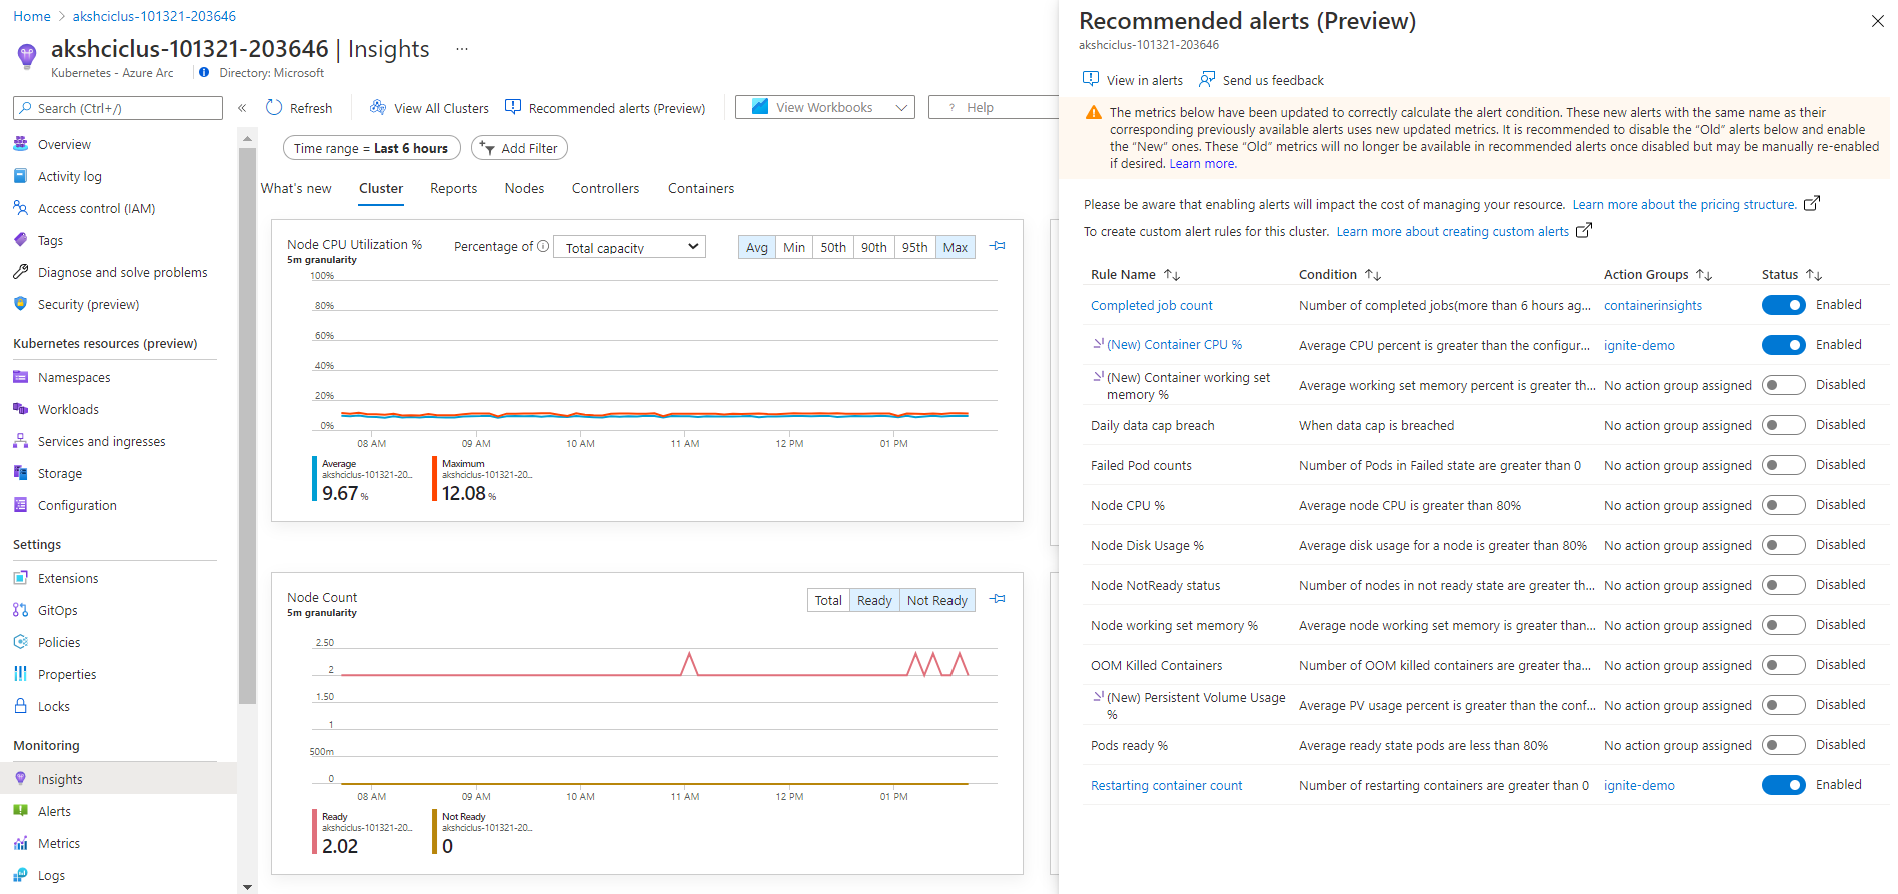 Home > akshciclus-101321-203646
akshciclus-101321-203646 | Insights ...
Kubernetes - Azure Arc
Directory: Microsoft
Search (Ctrl+/)
«
Overview
Activity log
Access control (IAM)
Tags
Diagnose and solve problems
Security (preview)
Kubernetes resources (preview)
Namespaces
Workloads
Services and ingresses
Storage
Configuration
Settings
Extensions
GitOps
Policies
Properties
Locks
Monitoring
Insights
Alerts
Metrics
Logs
Refresh
View All Clusters
Recommended alerts (Preview)
View Workbooks
? Help
Time range = Last 6 hours
Add Filter
What's new
Cluster
Reports
Nodes
Controllers
Containers
Node CPU Utilization %
5m granularity
Percentage of
Total capacity
Avg Min 50th 90th 95th Max
100%
80%
60%
40%
20%
0%
08 AM 09 AM 10 AM 11 AM 12 PM 01 PM
Average
akshciclus-101321-20...
9.67 %
Maximum
akshciclus-101321-20...
12.08 %
Node Count
5m granularity
Total Ready Not Ready
2.50
2
1.50
1
500m
0
08 AM 09 AM 10 AM 11 AM 12 PM 01 PM
Ready
akshciclus-101321-20...
2.02
Not Ready
akshciclus-101321-20...
0
Recommended alerts (Preview)
akshciclus-101321-203646
View in alerts
Send us feedback
The metrics below have been updated to correctly calculate the alert condition. These new alerts with the same name as their
corresponding previously available alerts uses new updated metrics. It is recommended to disable the “Old” alerts below and enable
the “New” ones. These “Old” metrics will no longer be available in recommended alerts once disabled but may be manually re-enabled
if desired. Learn more.
Please be aware that enabling alerts will impact the cost of managing your resource. Learn more about the pricing structure.
To create custom alert rules for this cluster. Learn more about creating custom alerts
Rule Name Condition Action Groups Status
Completed job count Number of completed jobs(more than 6 hours ag... containerinsights Enabled
(New) Container CPU % Average CPU percent is greater than the configur... ignite-demo Enabled
(New) Container working set
memory % Average working set memory percent is greater th... No action group assigned Disabled
Daily data cap breach When data cap is breached No action group assigned Disabled
Failed Pod counts Number of Pods in Failed state are greater than 0 No action group assigned Disabled
Node CPU % Average node CPU is greater than 80% No action group assigned Disabled
Node Disk Usage % Average disk usage for a node is greater than 80% No action group assigned Disabled
Node NotReady status Number of nodes in not ready state are greater th... No action group assigned Disabled
Node working set memory % Average node working set memory is greater than... No action group assigned Disabled
OOM Killed Containers Number of OOM killed containers are greater tha... No action group assigned Disabled
(New) Persistent Volume Usage
% Average PV usage percent is greater than the conf... No action group assigned Disabled
Pods ready % Average ready state pods are less than 80% No action group assigned Disabled
Restarting container count Number of restarting containers are greater than 0 ignite-demo Enabled